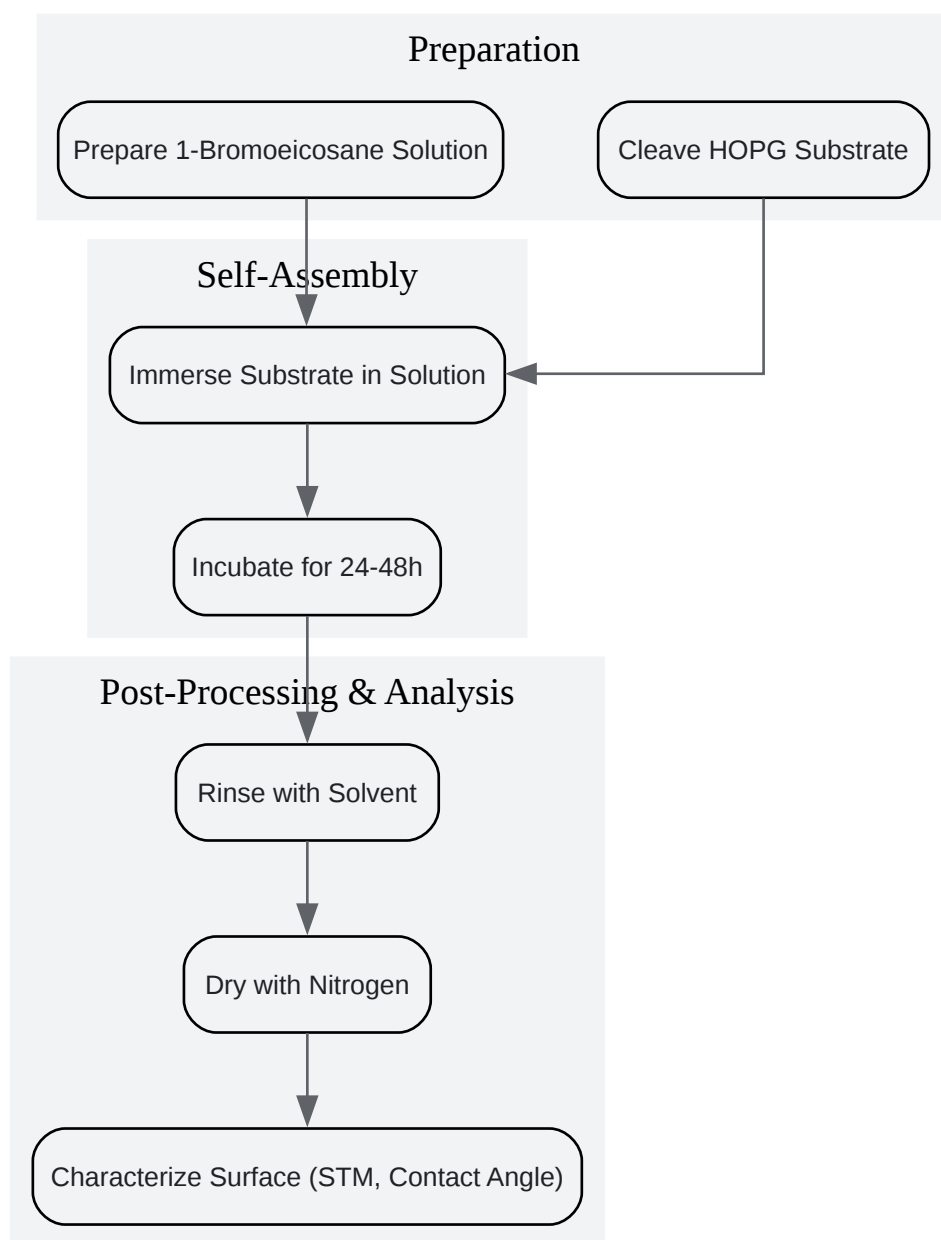 Preparation
Prepare 1-Bromoeicosane Solution
Cleave HOPG Substrate
Self-Assembly
Immerse Substrate in Solution
Incubate for 24-48h
Post-Processing & Analysis
Rinse with Solvent
Dry with Nitrogen
Characterize Surface (STM, Contact Angle)